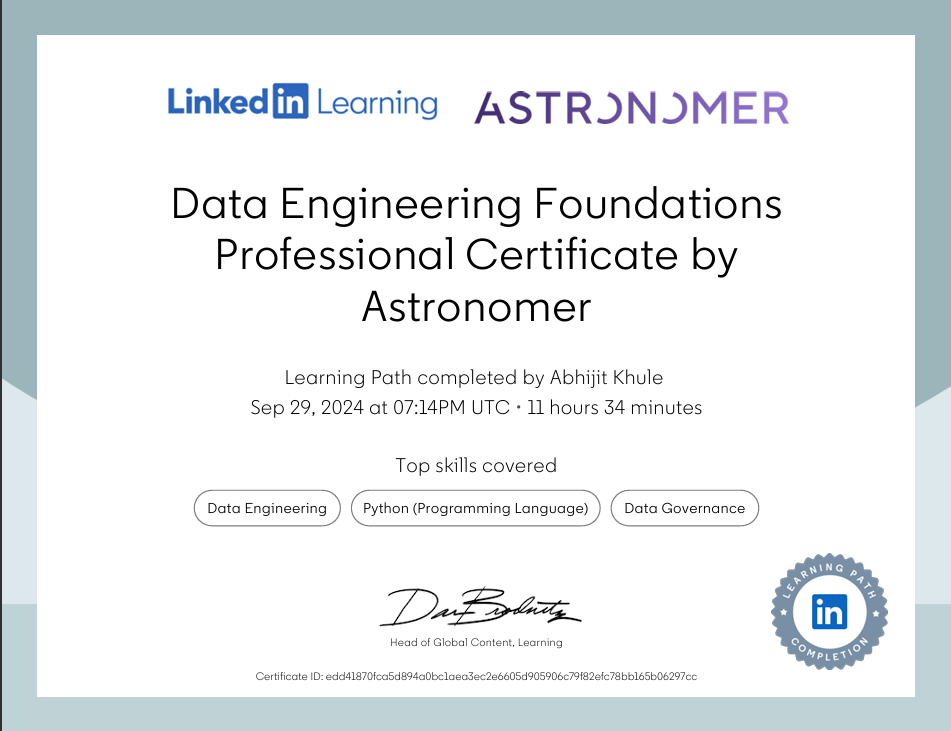 LinkedIn Learning ASTRONOMER
Data Engineering Foundations
Professional Certificate by
Astronomer
Learning Path completed by Abhijit Khule
Sep 29, 2024 at 07:14PM UTC • 11 hours 34 minutes
Top skills covered
Data Engineering
Python (Programming Language)
Data Governance
Dan Brodnitz
Head of Global Content, Learning
LEARNING PATH
in
COMPLETION
Certificate ID: edd41870fca5d894a0bc1aea3ec2e6605d905906c79f82efc78bb165b06297cc